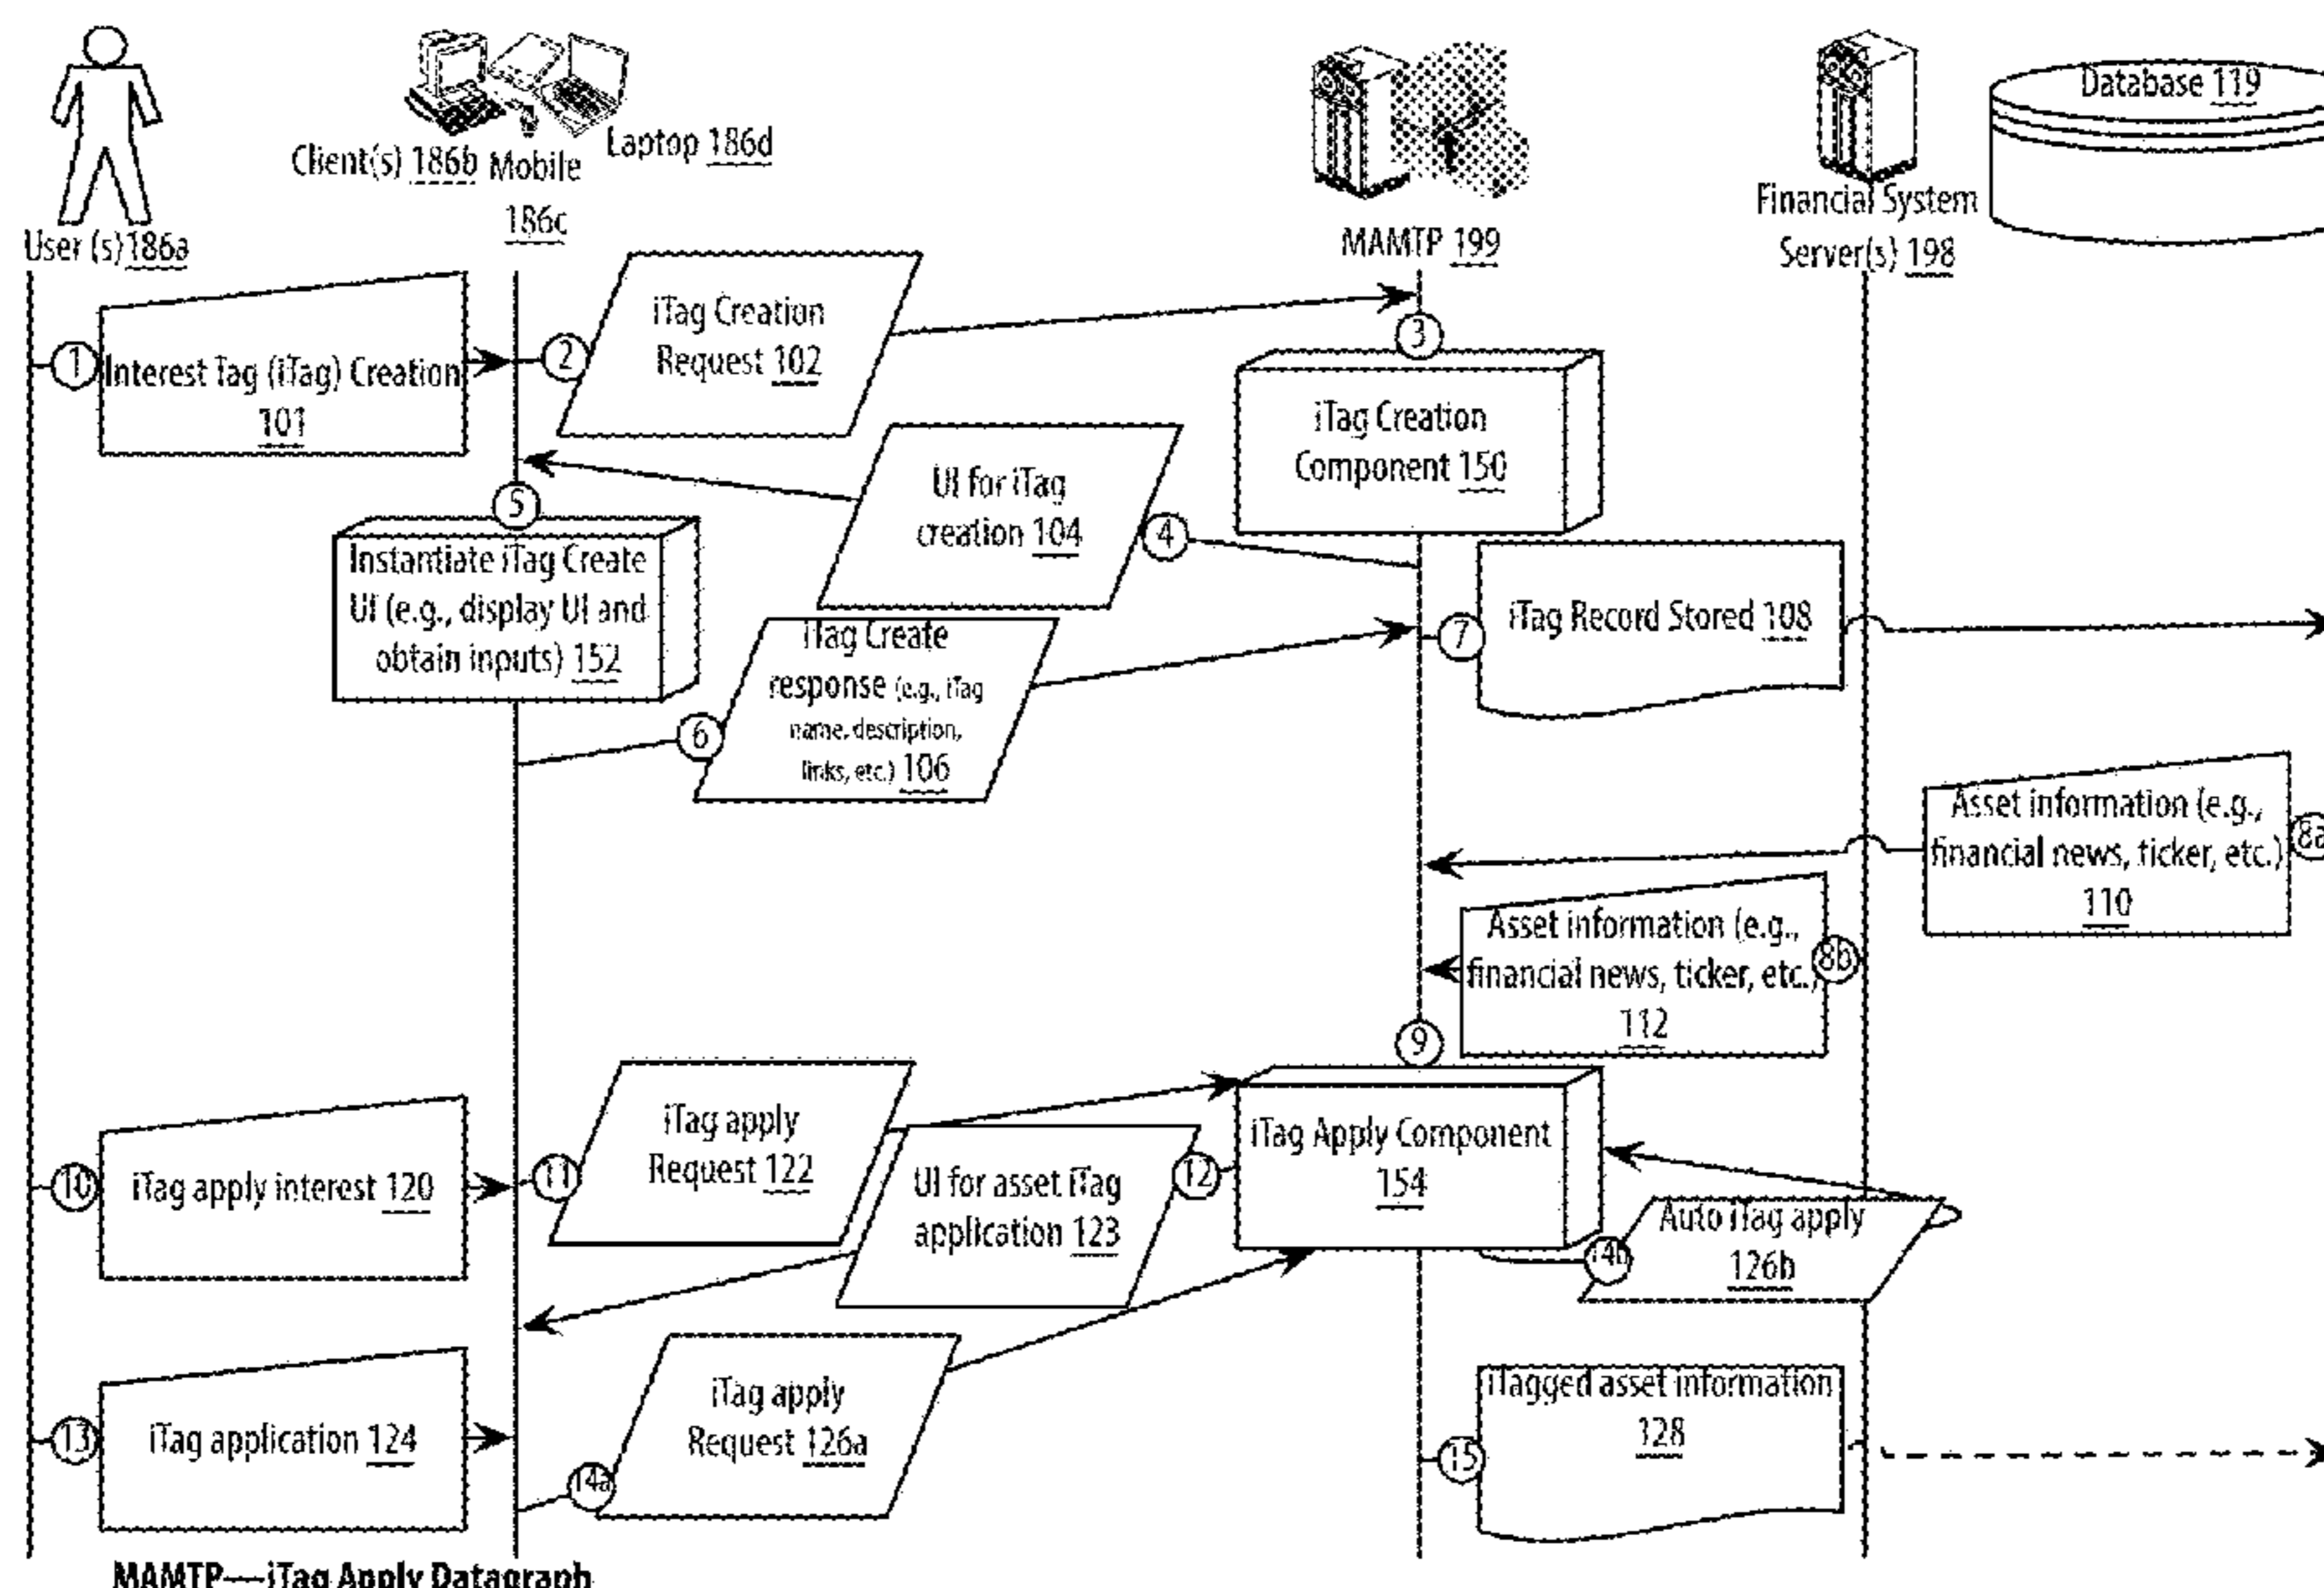 Database 119
Client(s) 186b Mobile
186c
Laptop 186d
User (s) 186a
MAMTP 199
Financial System
Server(s) 198
1
Interest Tag (iTag) Creation
101
2
iTag Creation
Request 102
3
iTag Creation
Component 150
UI for iTag
creation 104
4
5
Instantiate iTag Create
UI (e.g., display UI and
obtain inputs) 152
6
iTag Create
response (e.g., iTag
name, description,
links, etc.) 106
7
iTag Record Stored 108
Asset information (e.g.,
financial news, ticker, etc.)
110
8a
Asset information (e.g.,
financial news, ticker, etc.
112
8b
9
iTag Apply Component
154
10
iTag apply interest 120
11
iTag apply
Request 122
UI for asset iTag
application 123
12
Auto iTag apply
126b
14b
13
iTag application 124
14a
iTag apply
Request 126a
15
iTagged asset information
128
MAMTP—iTag Apply Datagraph